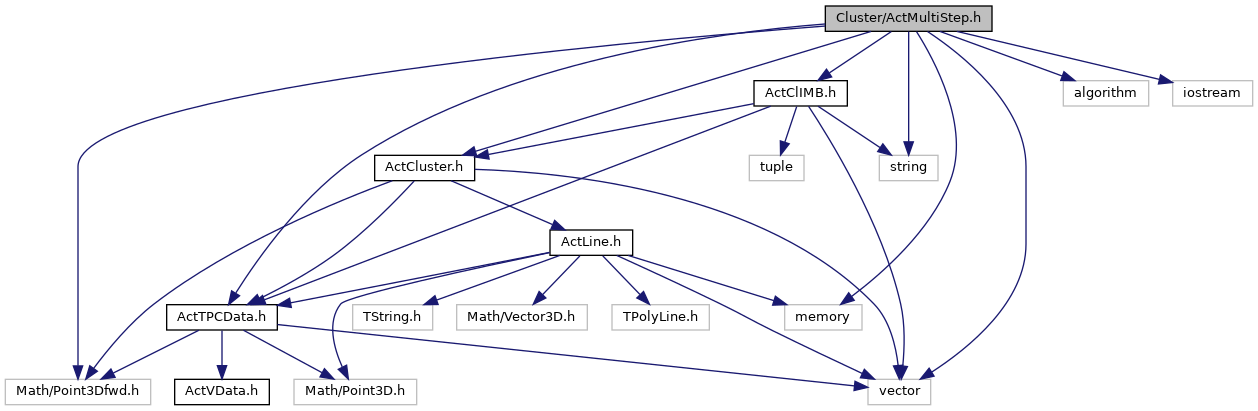 Cluster/ActMultiStep.h
ActClIMB.h
algorithm
iostream
ActCluster.h
tuple
string
ActLine.h
ActTPCData.h
TString.h
Math/Vector3D.h
TPolyLine.h
memory
Math/Point3Dfwd.h
ActVData.h
Math/Point3D.h
vector